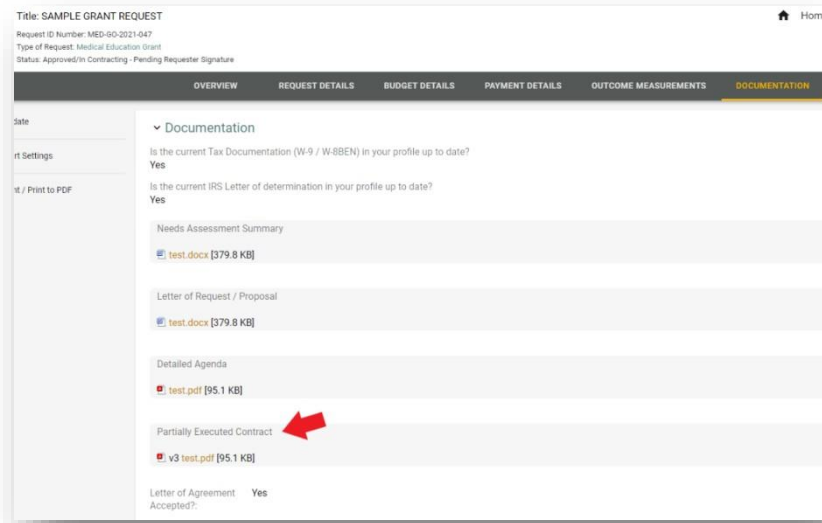 Title: SAMPLE GRANT REQUEST
Hom
Request ID Number: MED-GO-2021-047
Type of Request: Medical Education Grant
Status: Approved/In Contracting - Pending Requester Signature
OVERVIEW REQUEST DETAILS BUDGET DETAILS PAYMENT DETAILS OUTCOME MEASUREMENTS DOCUMENTATION
date
rt Settings
nt / Print to PDF
Documentation
Is the current Tax Documentation (W-9 / W-8BEN) in your profile up to date?
Yes
Is the current IRS Letter of determination in your profile up to date?
Yes
Needs Assessment Summary
test.docx [379.8 KB]
Letter of Request / Proposal
test.docx [379.8 KB]
Detailed Agenda
test.pdf [95.1 KB]
Partially Executed Contract
v3 test.pdf [95.1 KB]
Letter of Agreement Yes
Accepted?: